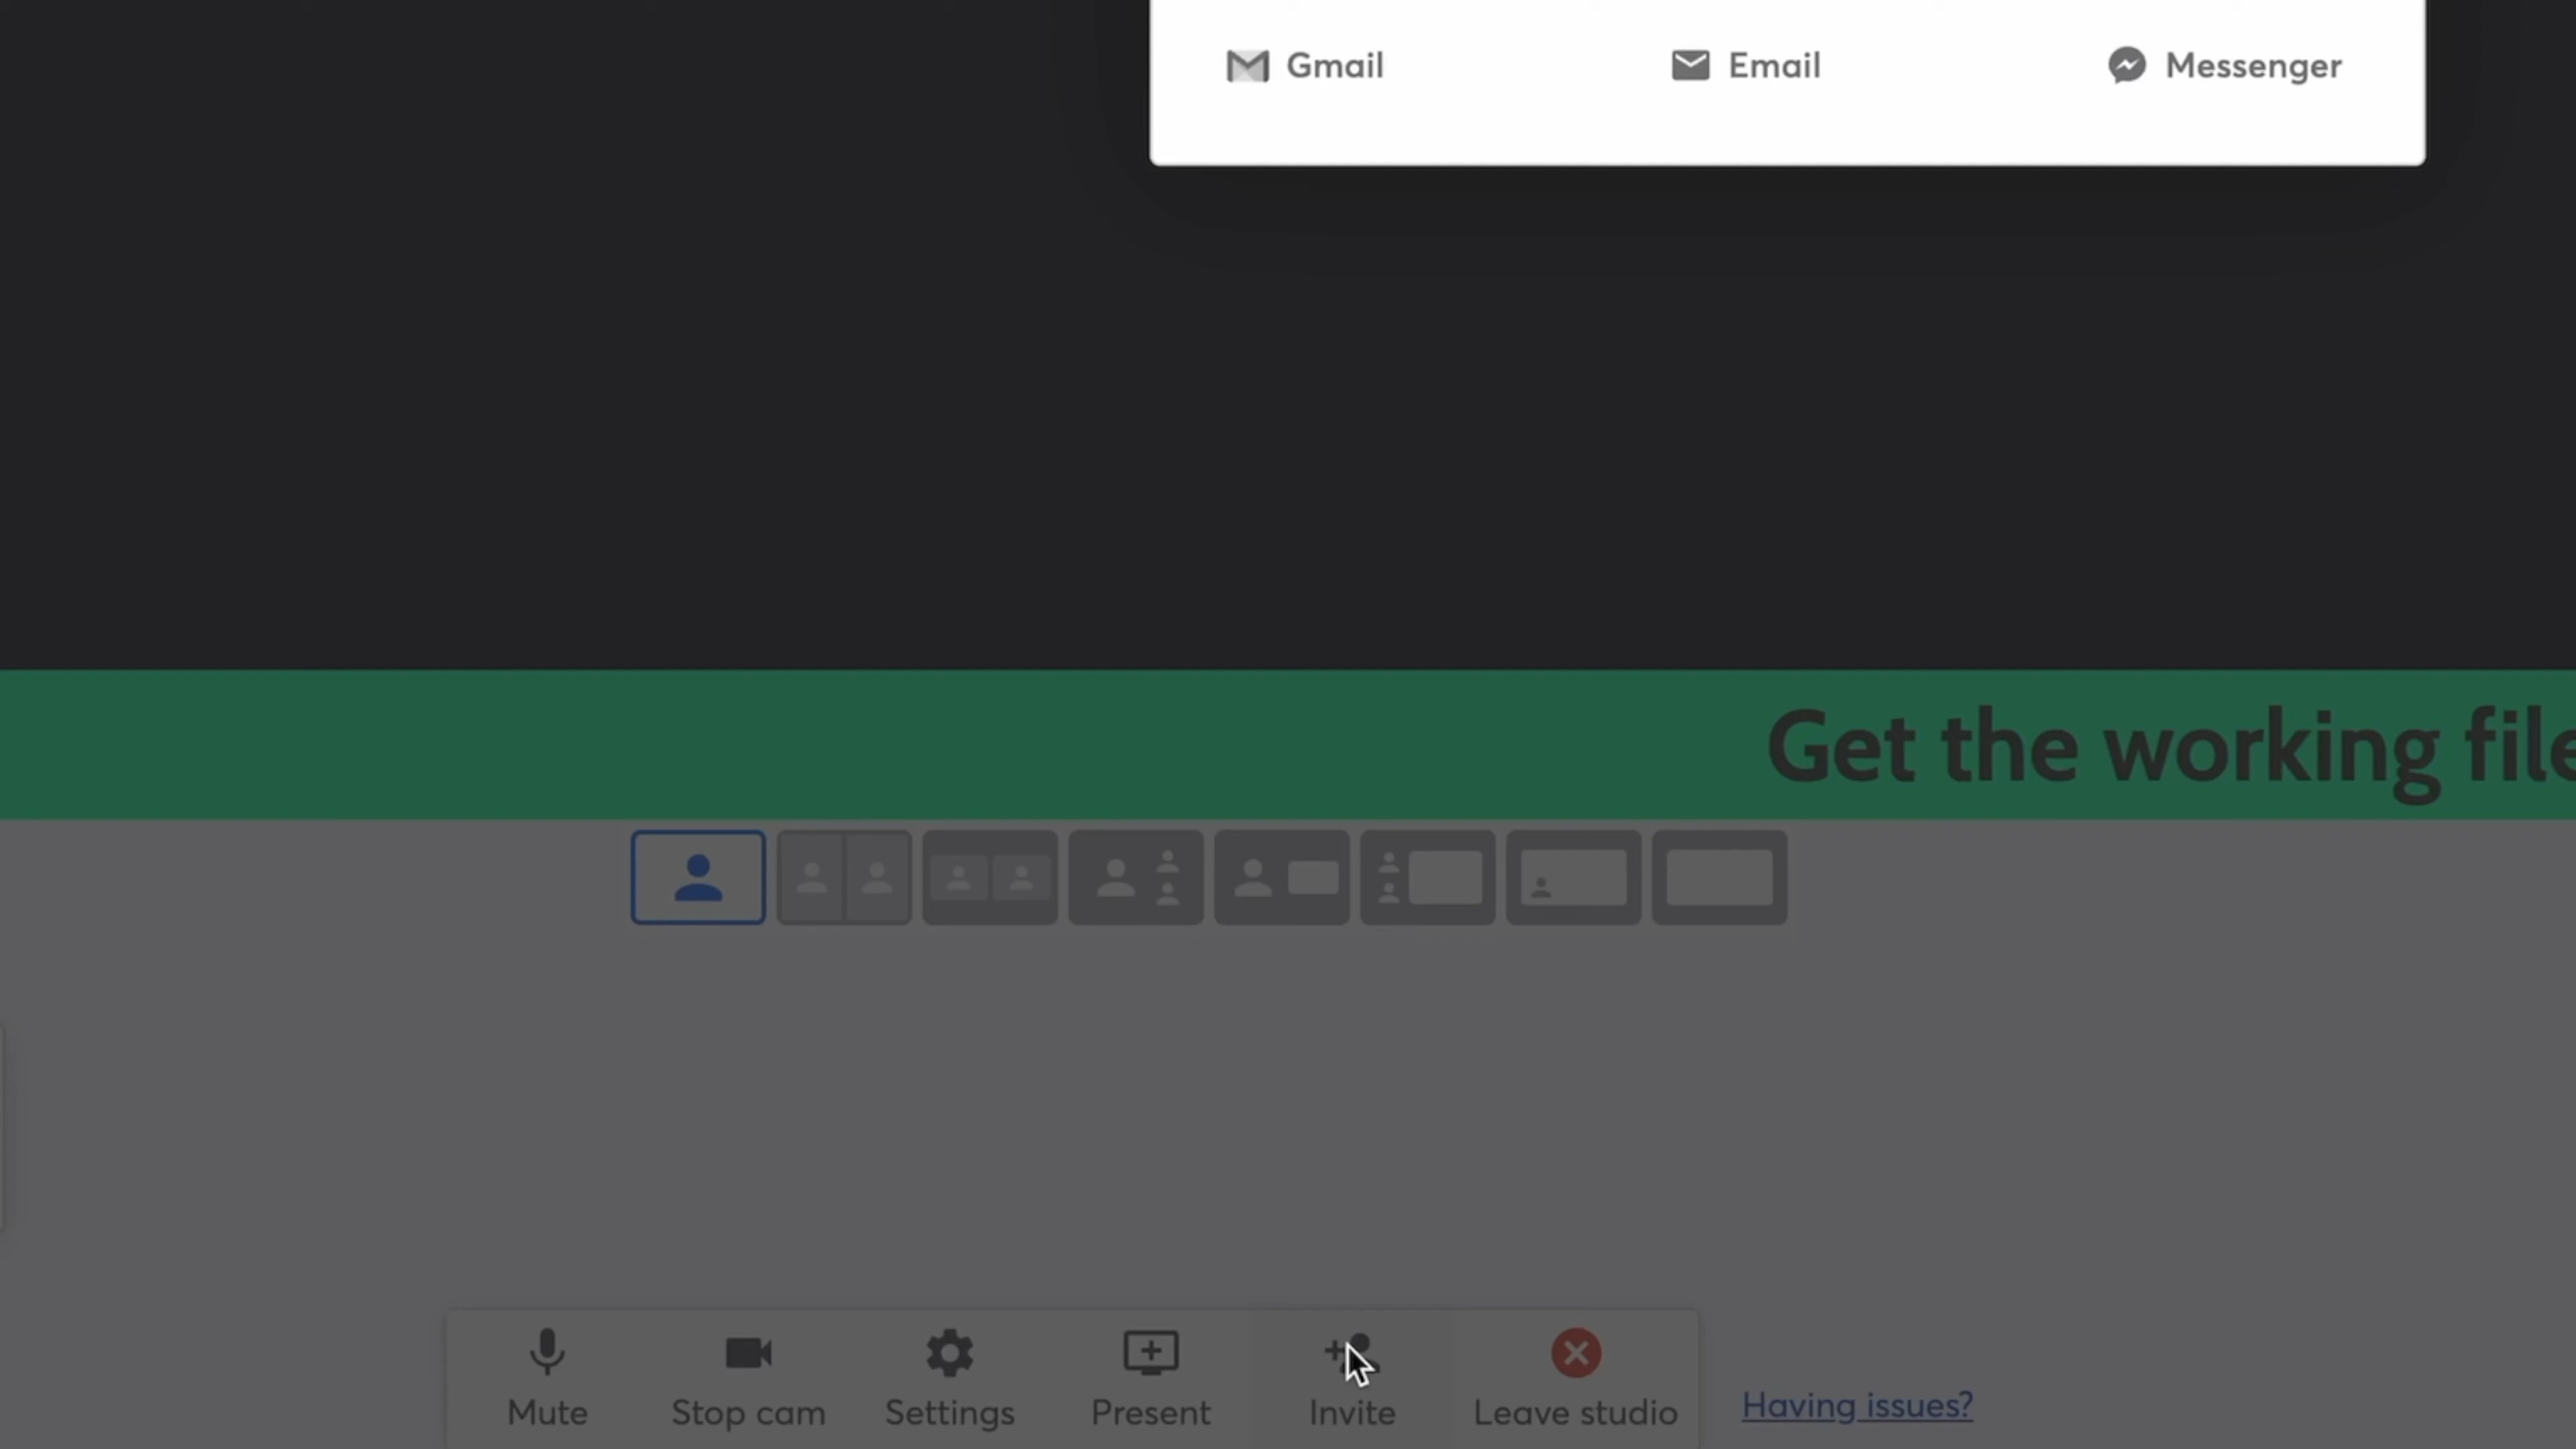 Gmail Email Messenger
Get the working file
Mute Stop cam Settings Present Invite Leave studio Having issues?